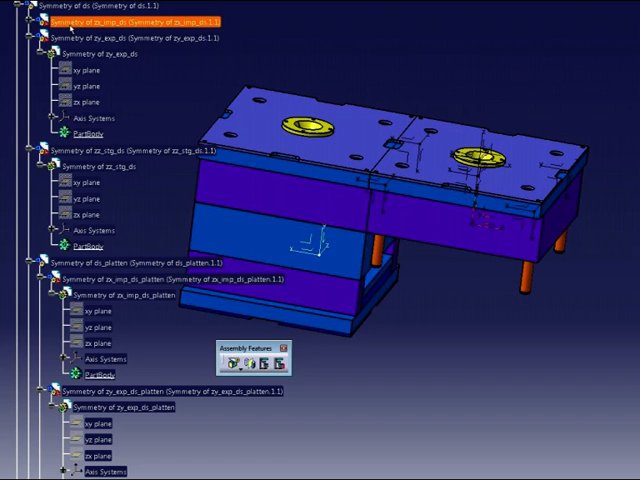 Symmetry of ds (Symmetry of ds.1.1)
Symmetry of zx_imp_ds (Symmetry of zx_imp_ds.1.1)
Symmetry of zy_exp_ds (Symmetry of zy_exp_ds.1.1)
Symmetry of zy_exp_ds
xy plane
yz plane
zx plane
Axis Systems
PartBody
Symmetry of zz_stg_ds (Symmetry of zz_stg_ds.1.1)
Symmetry of zz_stg_ds
xy plane
yz plane
zx plane
Axis Systems
PartBody
Symmetry of ds_platten (Symmetry of ds_platten.1.1)
Symmetry of zx_imp_ds_platten (Symmetry of zx_imp_ds_platten.1.1)
Symmetry of zx_imp_ds_platten
xy plane
yz plane
zx plane
Axis Systems
PartBody
Assembly Features
Symmetry of zy_exp_ds_platten (Symmetry of zy_exp_ds_platten.1.1)
Symmetry of zy_exp_ds_platten
xy plane
yz plane
zx plane
Axis Systems